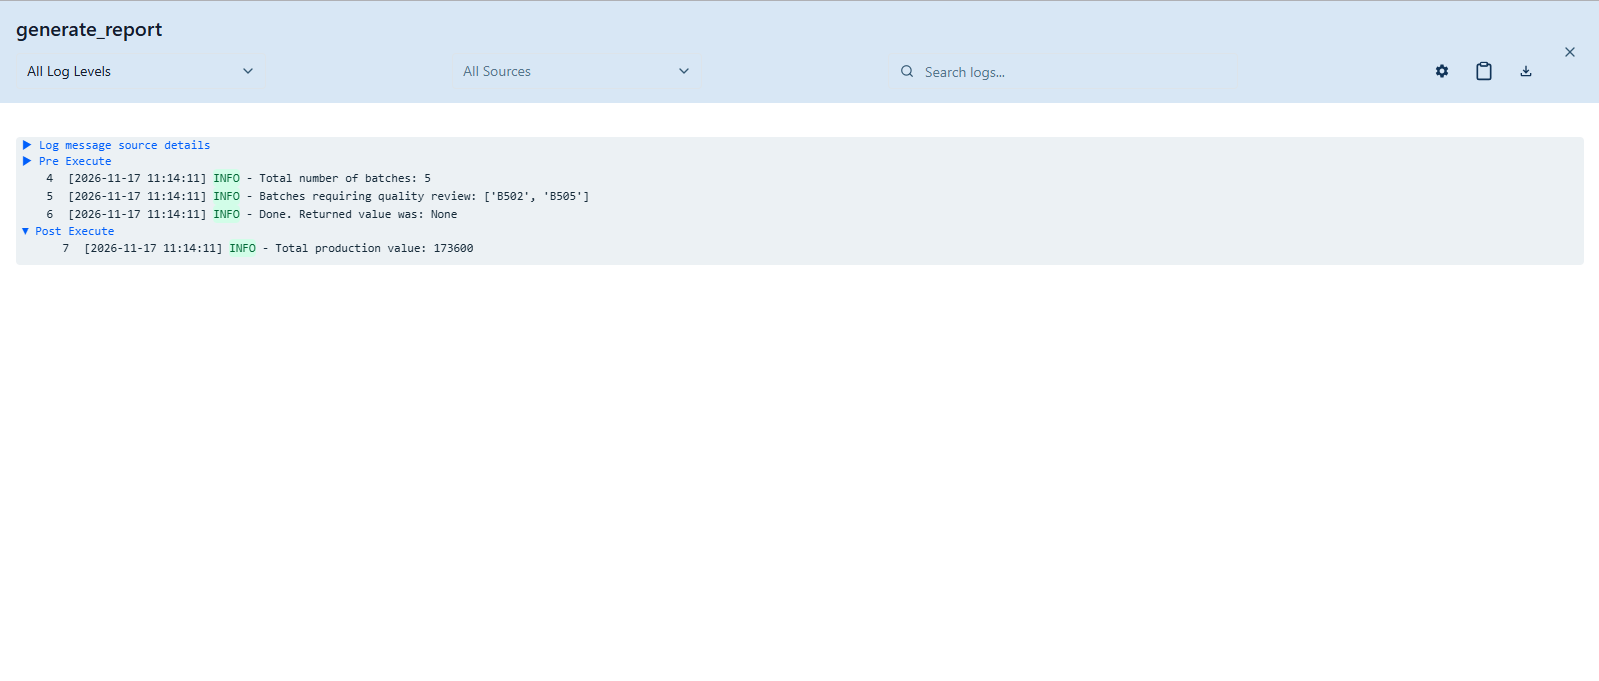 generate_report
All Log Levels
All Sources
Search logs...
Log message source details
Pre Execute
4 [2026-11-17 11:14:11] INFO - Total number of batches: 5
5 [2026-11-17 11:14:11] INFO - Batches requiring quality review: ['B502', 'B505']
6 [2026-11-17 11:14:11] INFO - Done. Returned value was: None
Post Execute
7 [2026-11-17 11:14:11] INFO - Total production value: 173600